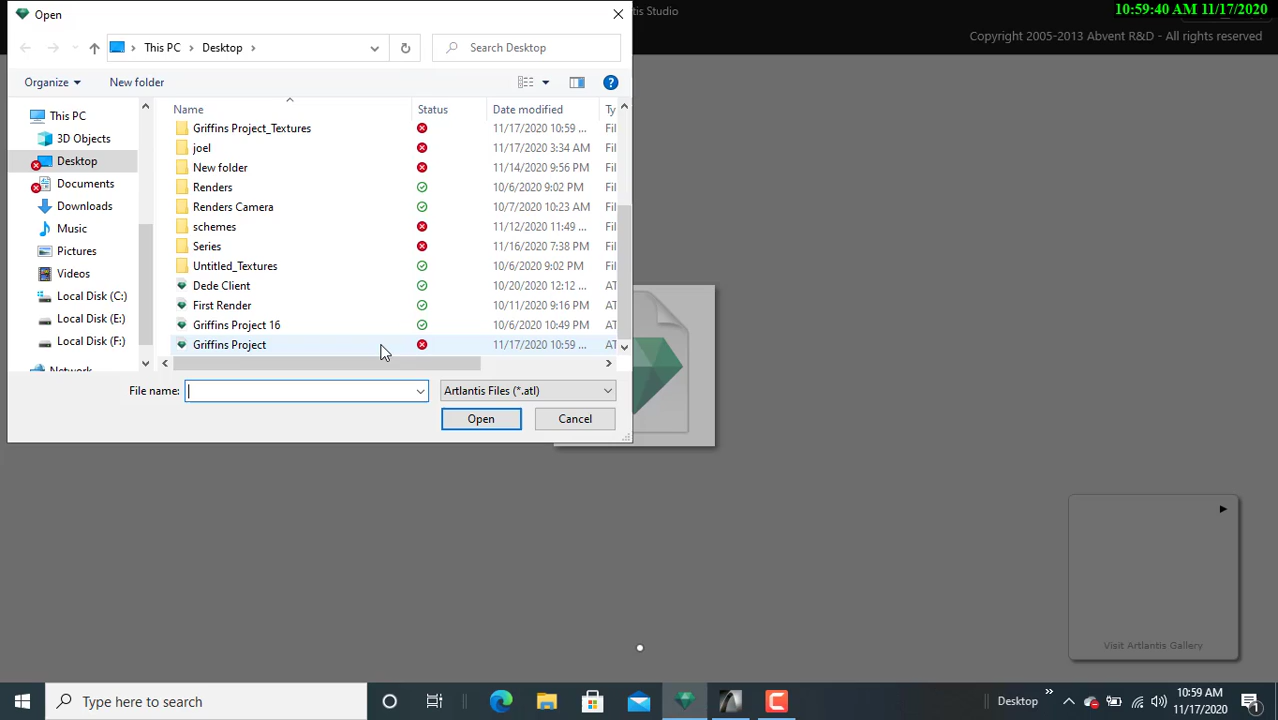 Open
tlantis Studio
10:59:40 AM 11/17/2020
Copyright 2005-2013 Abvent R&D - All rights reserved
This PC
Desktop
Search Desktop
Organize
New folder
Name
Status
Date modified
Ty
This PC
3D Objects
Desktop
Documents
Downloads
Music
Pictures
Videos
Local Disk (C:)
Local Disk (E:)
Local Disk (F:)
Network
Griffins Project_Textures 11/17/2020 10:59 ... Fil
joel 11/17/2020 3:34 AM Fil
New folder 11/14/2020 9:56 PM Fil
Renders 10/6/2020 9:02 PM Fil
Renders Camera 10/7/2020 10:23 AM Fil
schemes 11/12/2020 11:49 ... Fil
Series 11/16/2020 7:38 PM Fil
Untitled_Textures 10/6/2020 9:02 PM Fil
Dede Client 10/20/2020 12:12 ... AT
First Render 10/11/2020 9:16 PM AT
Griffins Project 16 10/6/2020 10:49 PM AT
Griffins Project 11/17/2020 10:59 ... AT
File name:
Artlantis Files (*.atl)
Open
Cancel
Visit Artlantis Gallery
Type here to search
Desktop
10:59 AM
11/17/2020
1